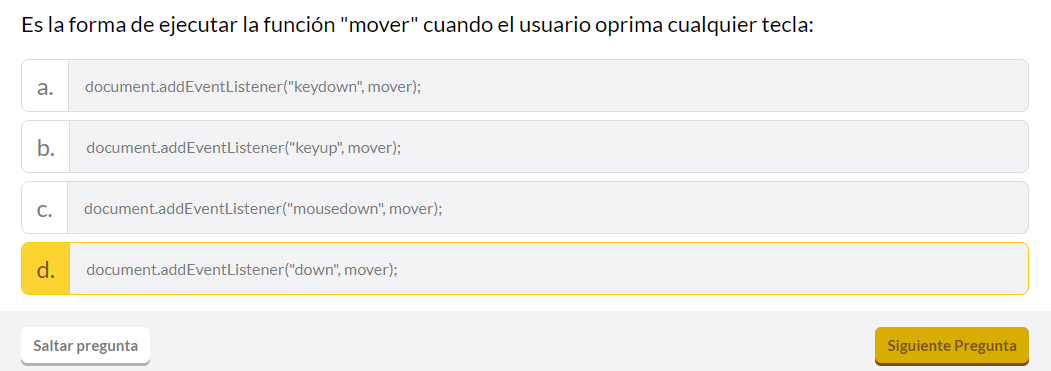 Es la forma de ejecutar la función "mover" cuando el usuario oprima cualquier tecla:
a. document.addEventListener("keydown", mover);
b. document.addEventListener("keyup", mover);
c. document.addEventListener("mousedown", mover);
d. document.addEventListener("down", mover);
Saltar pregunta Siguiente Pregunta